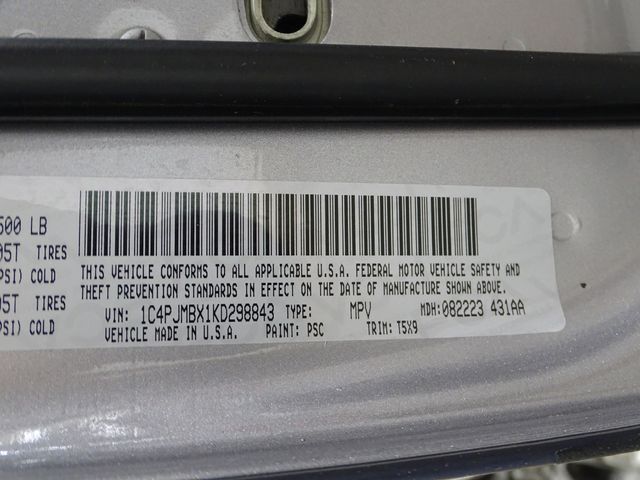 500 LB
05T TIRES
PSI) COLD
05T TIRES
PSI) COLD
THIS VEHICLE CONFORMS TO ALL APPLICABLE U.S.A. FEDERAL MOTOR VEHICLE SAFETY AND
THEFT PREVENTION STANDARDS IN EFFECT ON THE DATE OF MANUFACTURE SHOWN ABOVE.
VIN: 1C4PJMBX1KD298843 TYPE: MPV MDH: 082223 431AA
VEHICLE MADE IN U.S.A. PAINT: PSC TRIM: T5X9